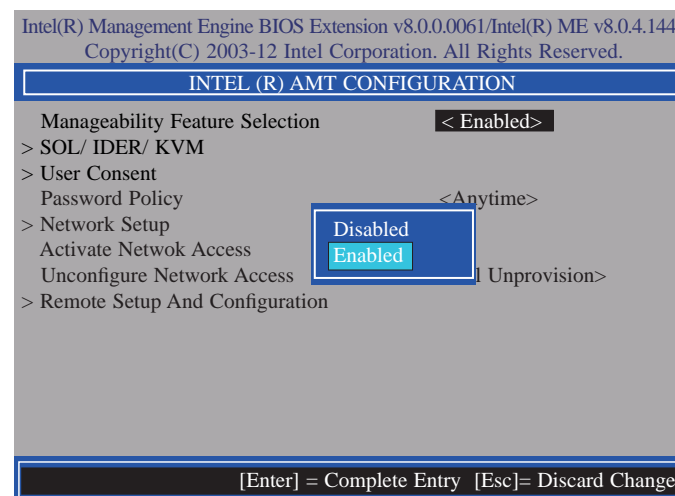 Intel(R) Management Engine BIOS Extension v8.0.0.0061/Intel(R) ME v8.0.4.144
Copyright(C) 2003-12 Intel Corporation. All Rights Reserved.
INTEL (R) AMT CONFIGURATION
Manageability Feature Selection < Enabled>
> SOL/ IDER/ KVM
> User Consent
Password Policy <Anytime>
> Network Setup
Disabled
Activate Netwok Access
Enabled
Unconfigure Network Access l Unprovision>
> Remote Setup And Configuration
[Enter] = Complete Entry [Esc]= Discard Change